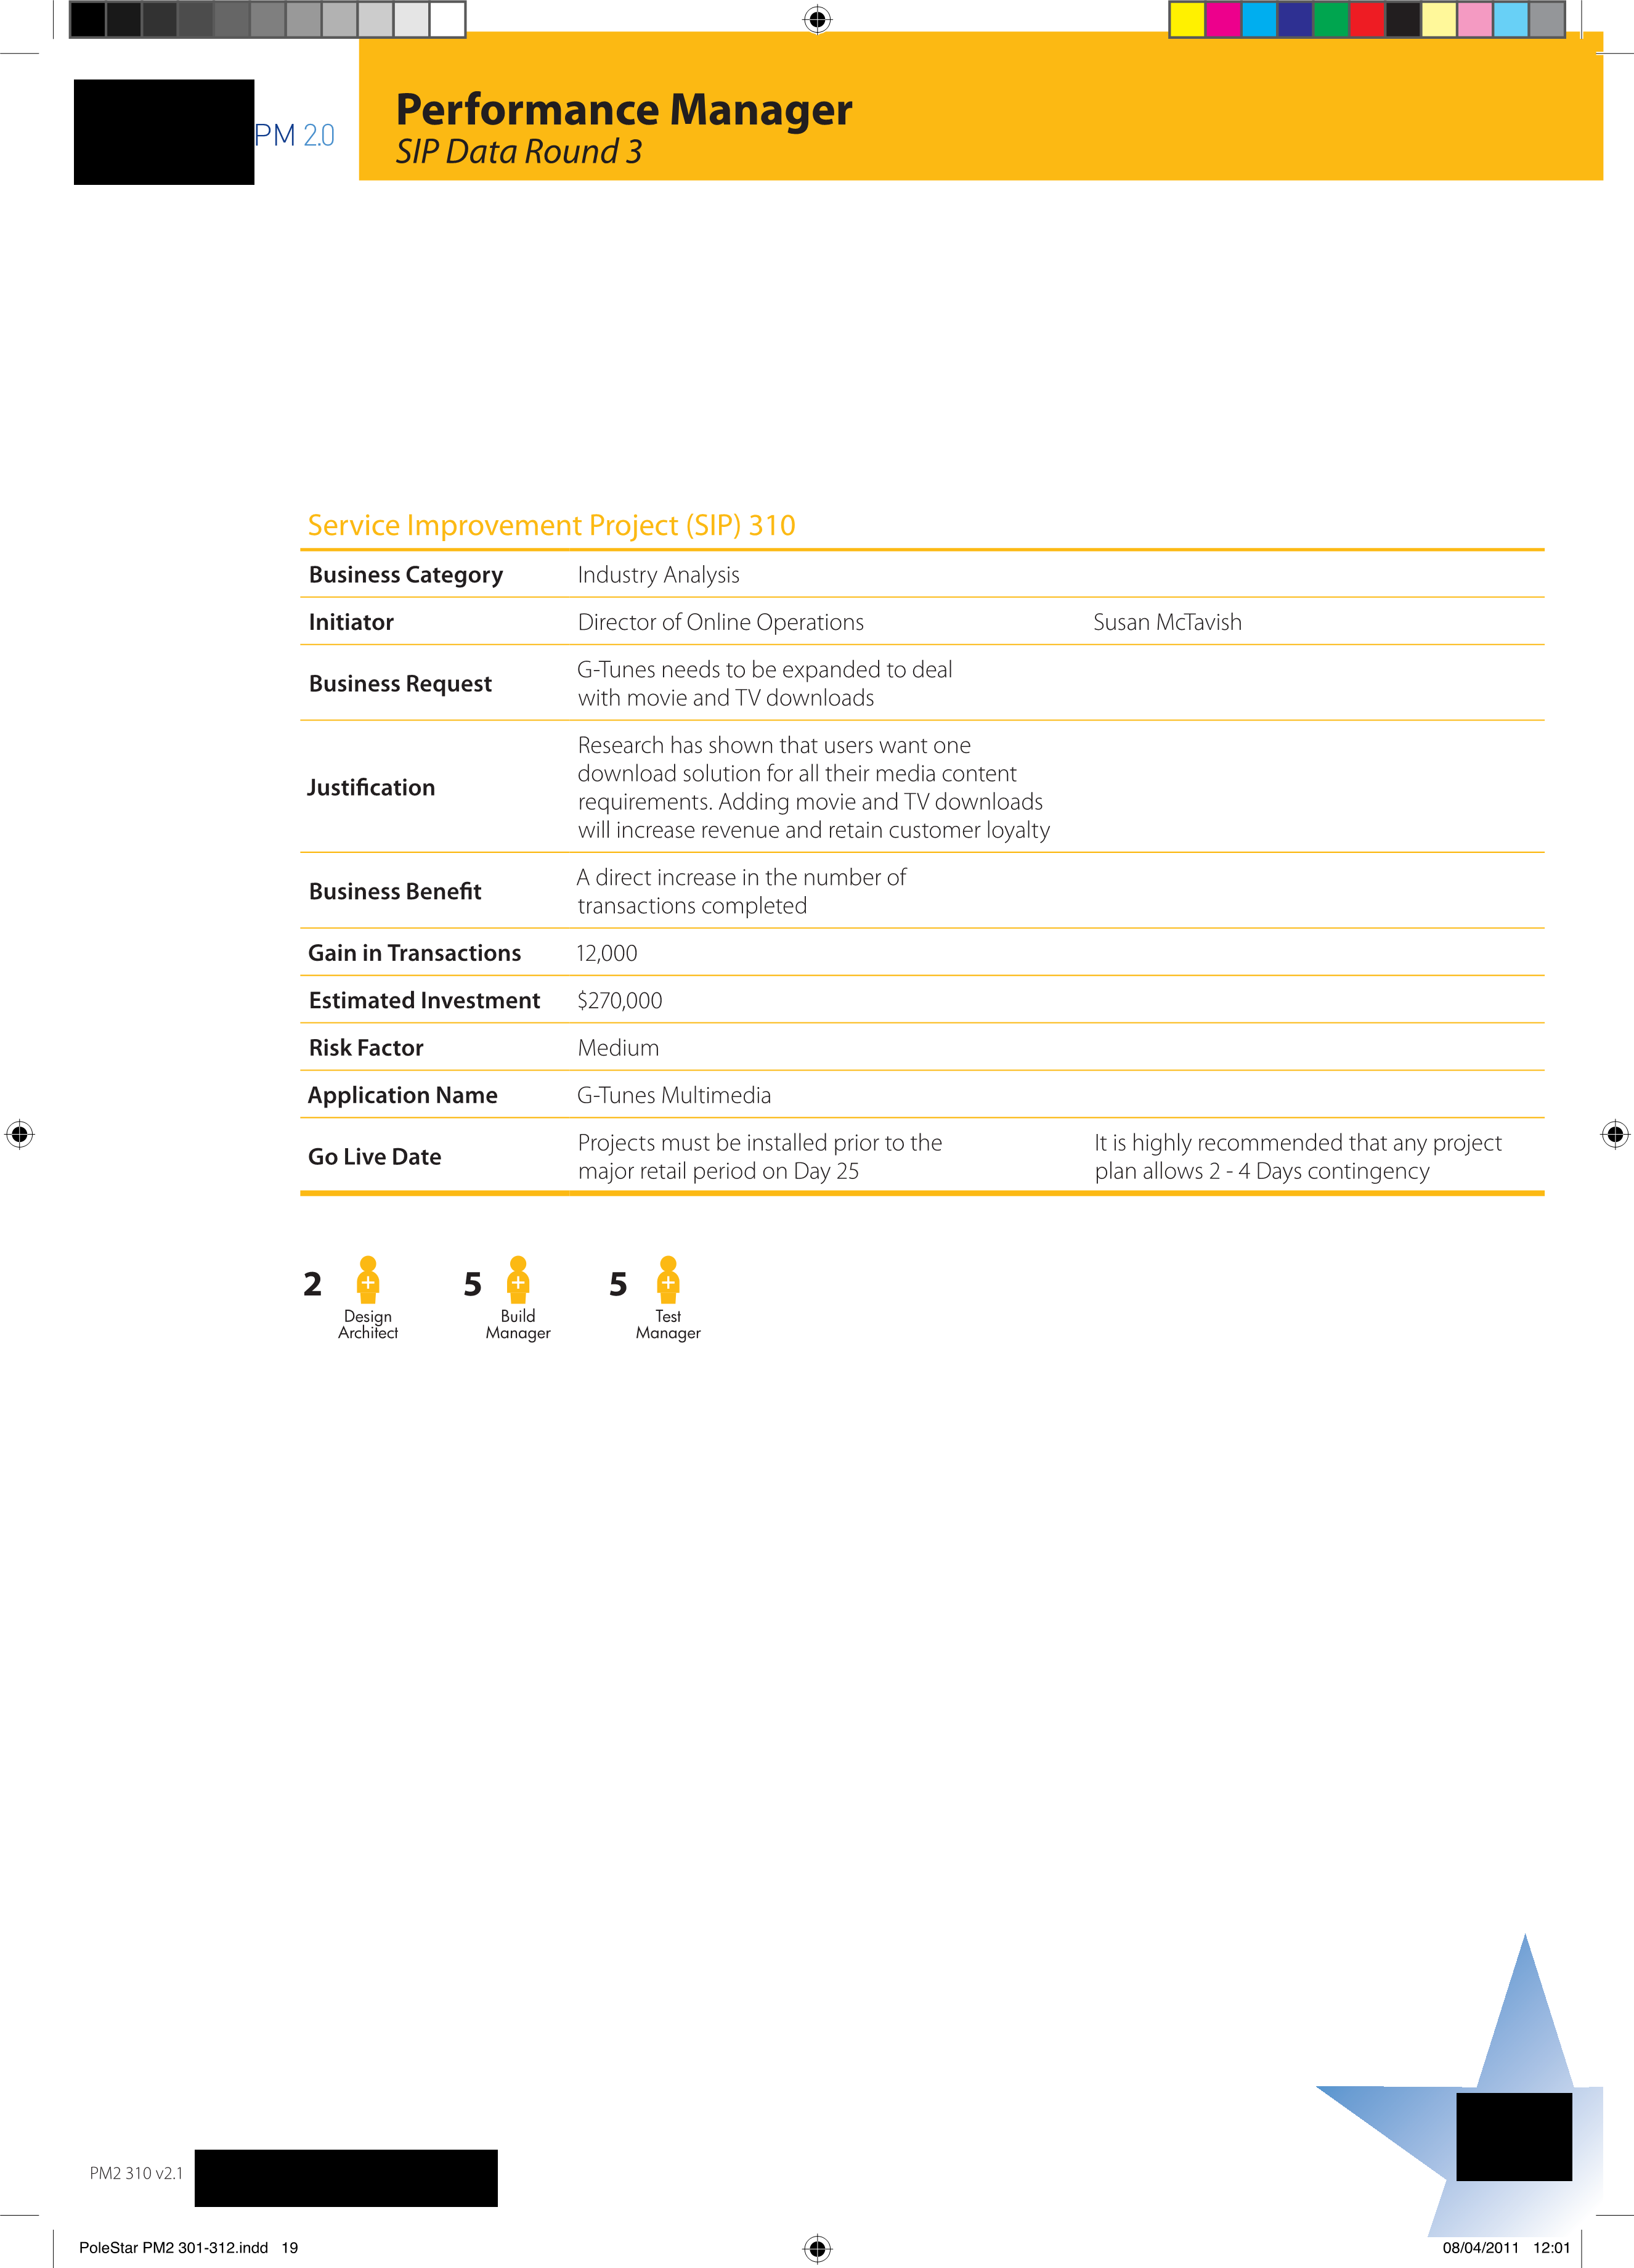 PM 2.0
Performance Manager
SIP Data Round 3
Service Improvement Project (SIP) 310
Business Category Industry Analysis
Initiator Director of Online Operations Susan McTavish
Business Request G-Tunes needs to be expanded to deal
with movie and TV downloads
Justification Research has shown that users want one
download solution for all their media content
requirements. Adding movie and TV downloads
will increase revenue and retain customer loyalty
Business Benefit A direct increase in the number of
transactions completed
Gain in Transactions 12,000
Estimated Investment $270,000
Risk Factor Medium
Application Name G-Tunes Multimedia
Go Live Date Projects must be installed prior to the It is highly recommended that any project
major retail period on Day 25 plan allows 2 - 4 Days contingency
2 5 5
Design Build Test
Architect Manager Manager
PM2 310 v2.1
PoleStar PM2 301-312.indd 19 08/04/2011 12:01